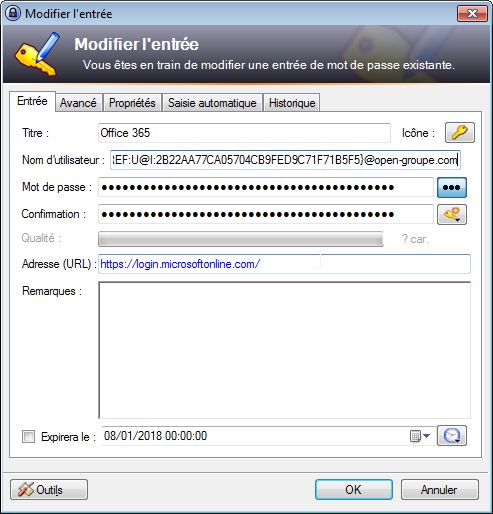 Modifier l'entrée
Modifier l'entrée
Vous êtes en train de modifier une entrée de mot de passe existante.
Entrée Avancé Propriétés Saisie automatique Historique
Titre : Office 365 Icône :
Nom d'utilisateur : :EF:U@I:2B22AA77CA05704CB9FED9C71F71B5F5}@open-groupe.com
Mot de passe : ••••••••••••••••••••••••••••••••••••••••• •••
Confirmation : •••••••••••••••••••••••••••••••••••••••••
Qualité : ? car.
Adresse (URL) : https://login.microsoftonline.com/
Remarques :
Expirera le : 08/01/2018 00:00:00
Outils OK Annuler